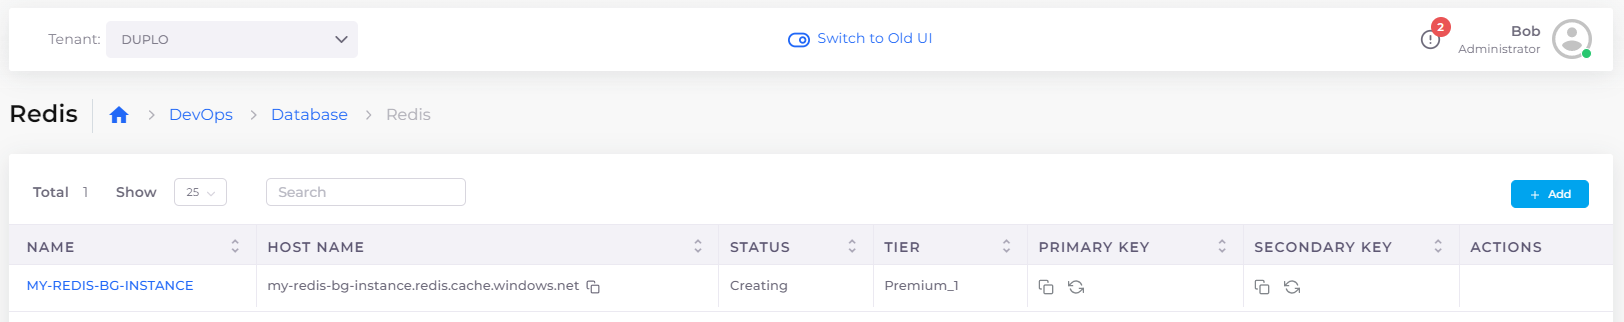 Tenant: DUPLO
Switch to Old UI
2
Bob
Administrator
Redis
DevOps
Database
Redis
Total 1 Show 25 Search
+ Add
NAME HOST NAME STATUS TIER PRIMARY KEY SECONDARY KEY ACTIONS
MY-REDIS-BG-INSTANCE my-redis-bg-instance.redis.cache.windows.net Creating Premium_1